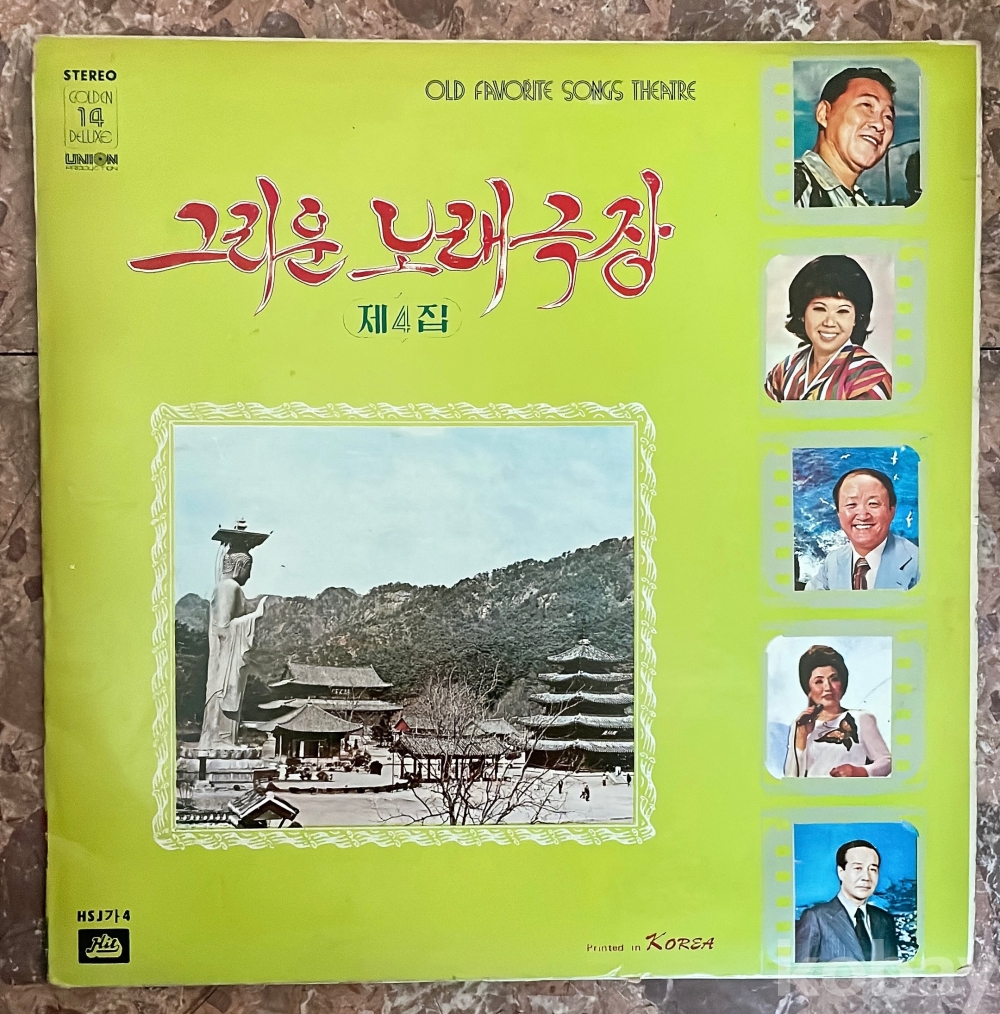 STEREO
GOLDEN
14
DELUXE
UNION
PRODUCTION
OLD FAVORITE SONGS THEATRE
그리운 노래극장
제4집
HSJ가4
Hit
Printed in KOREA
kobay